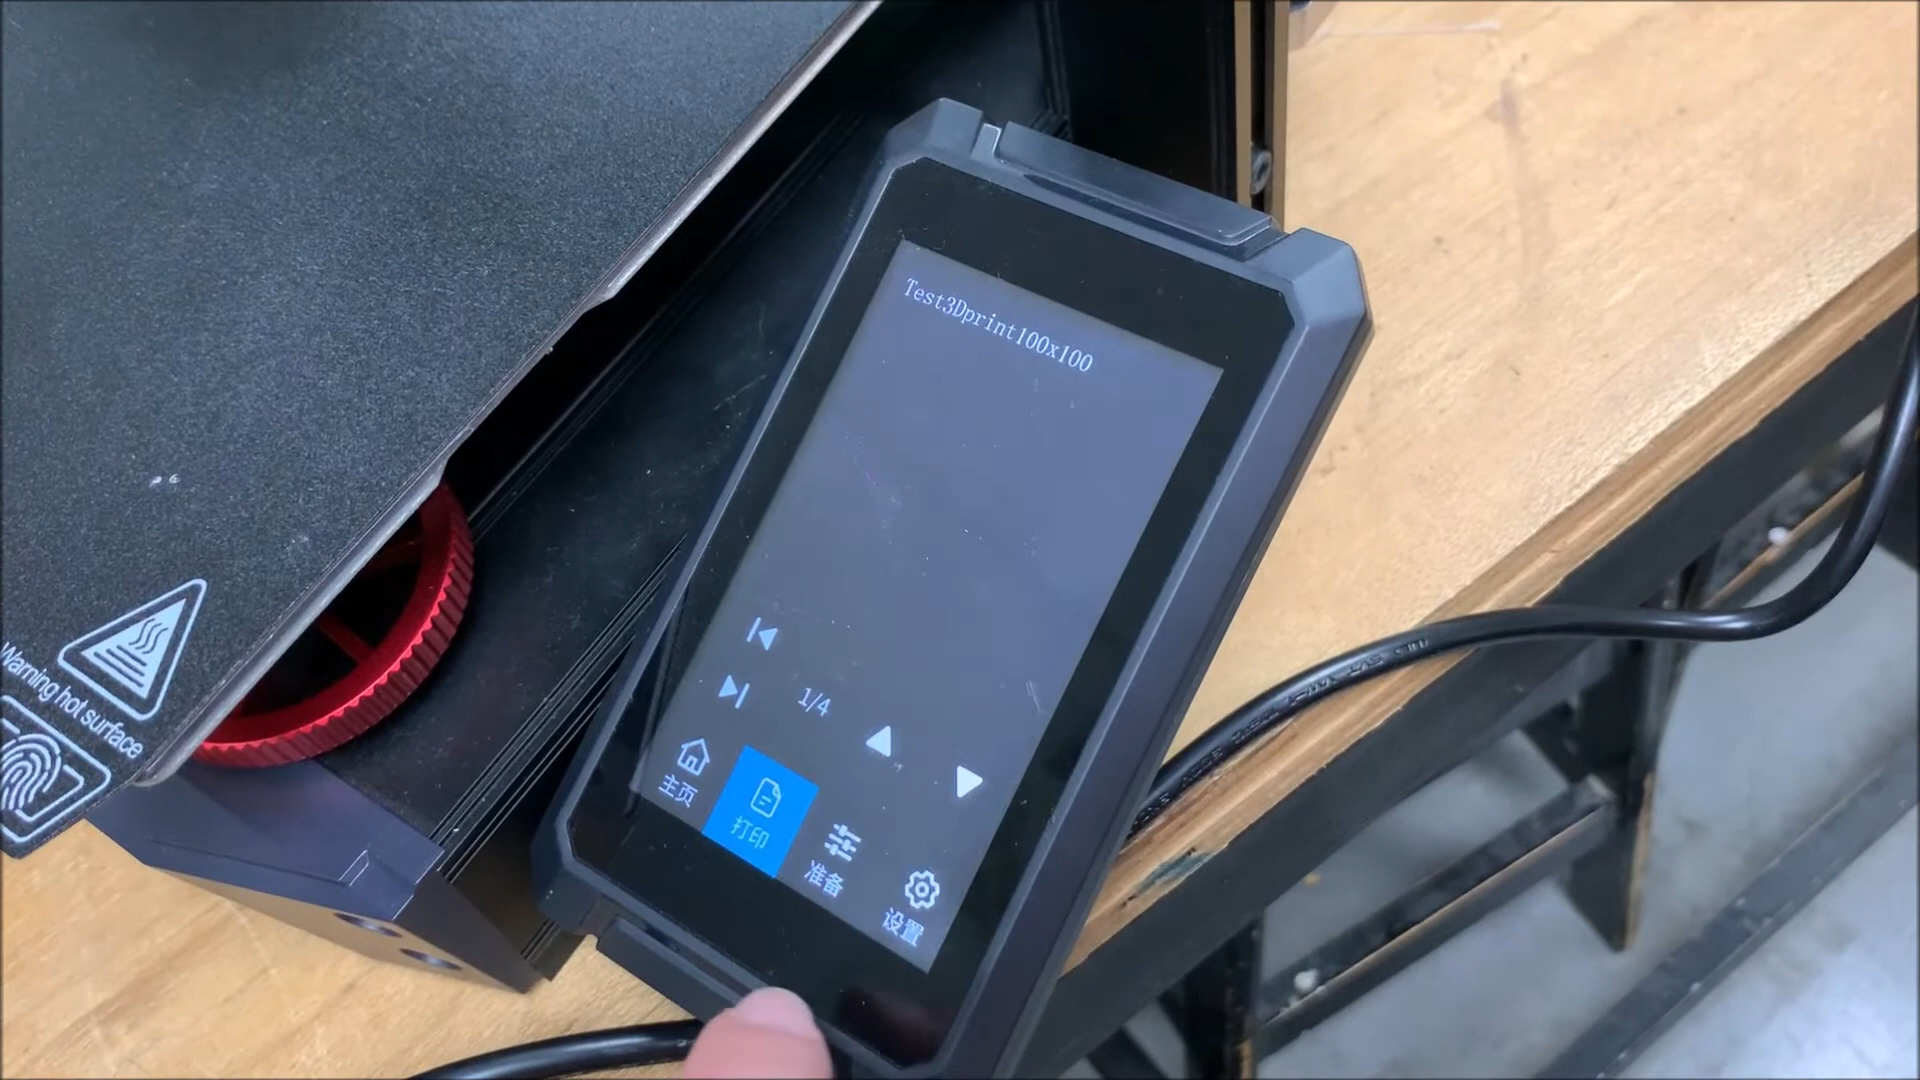 Test3Dprint100x100
1/4
主页
打印
准备
设置
Warning hot surface